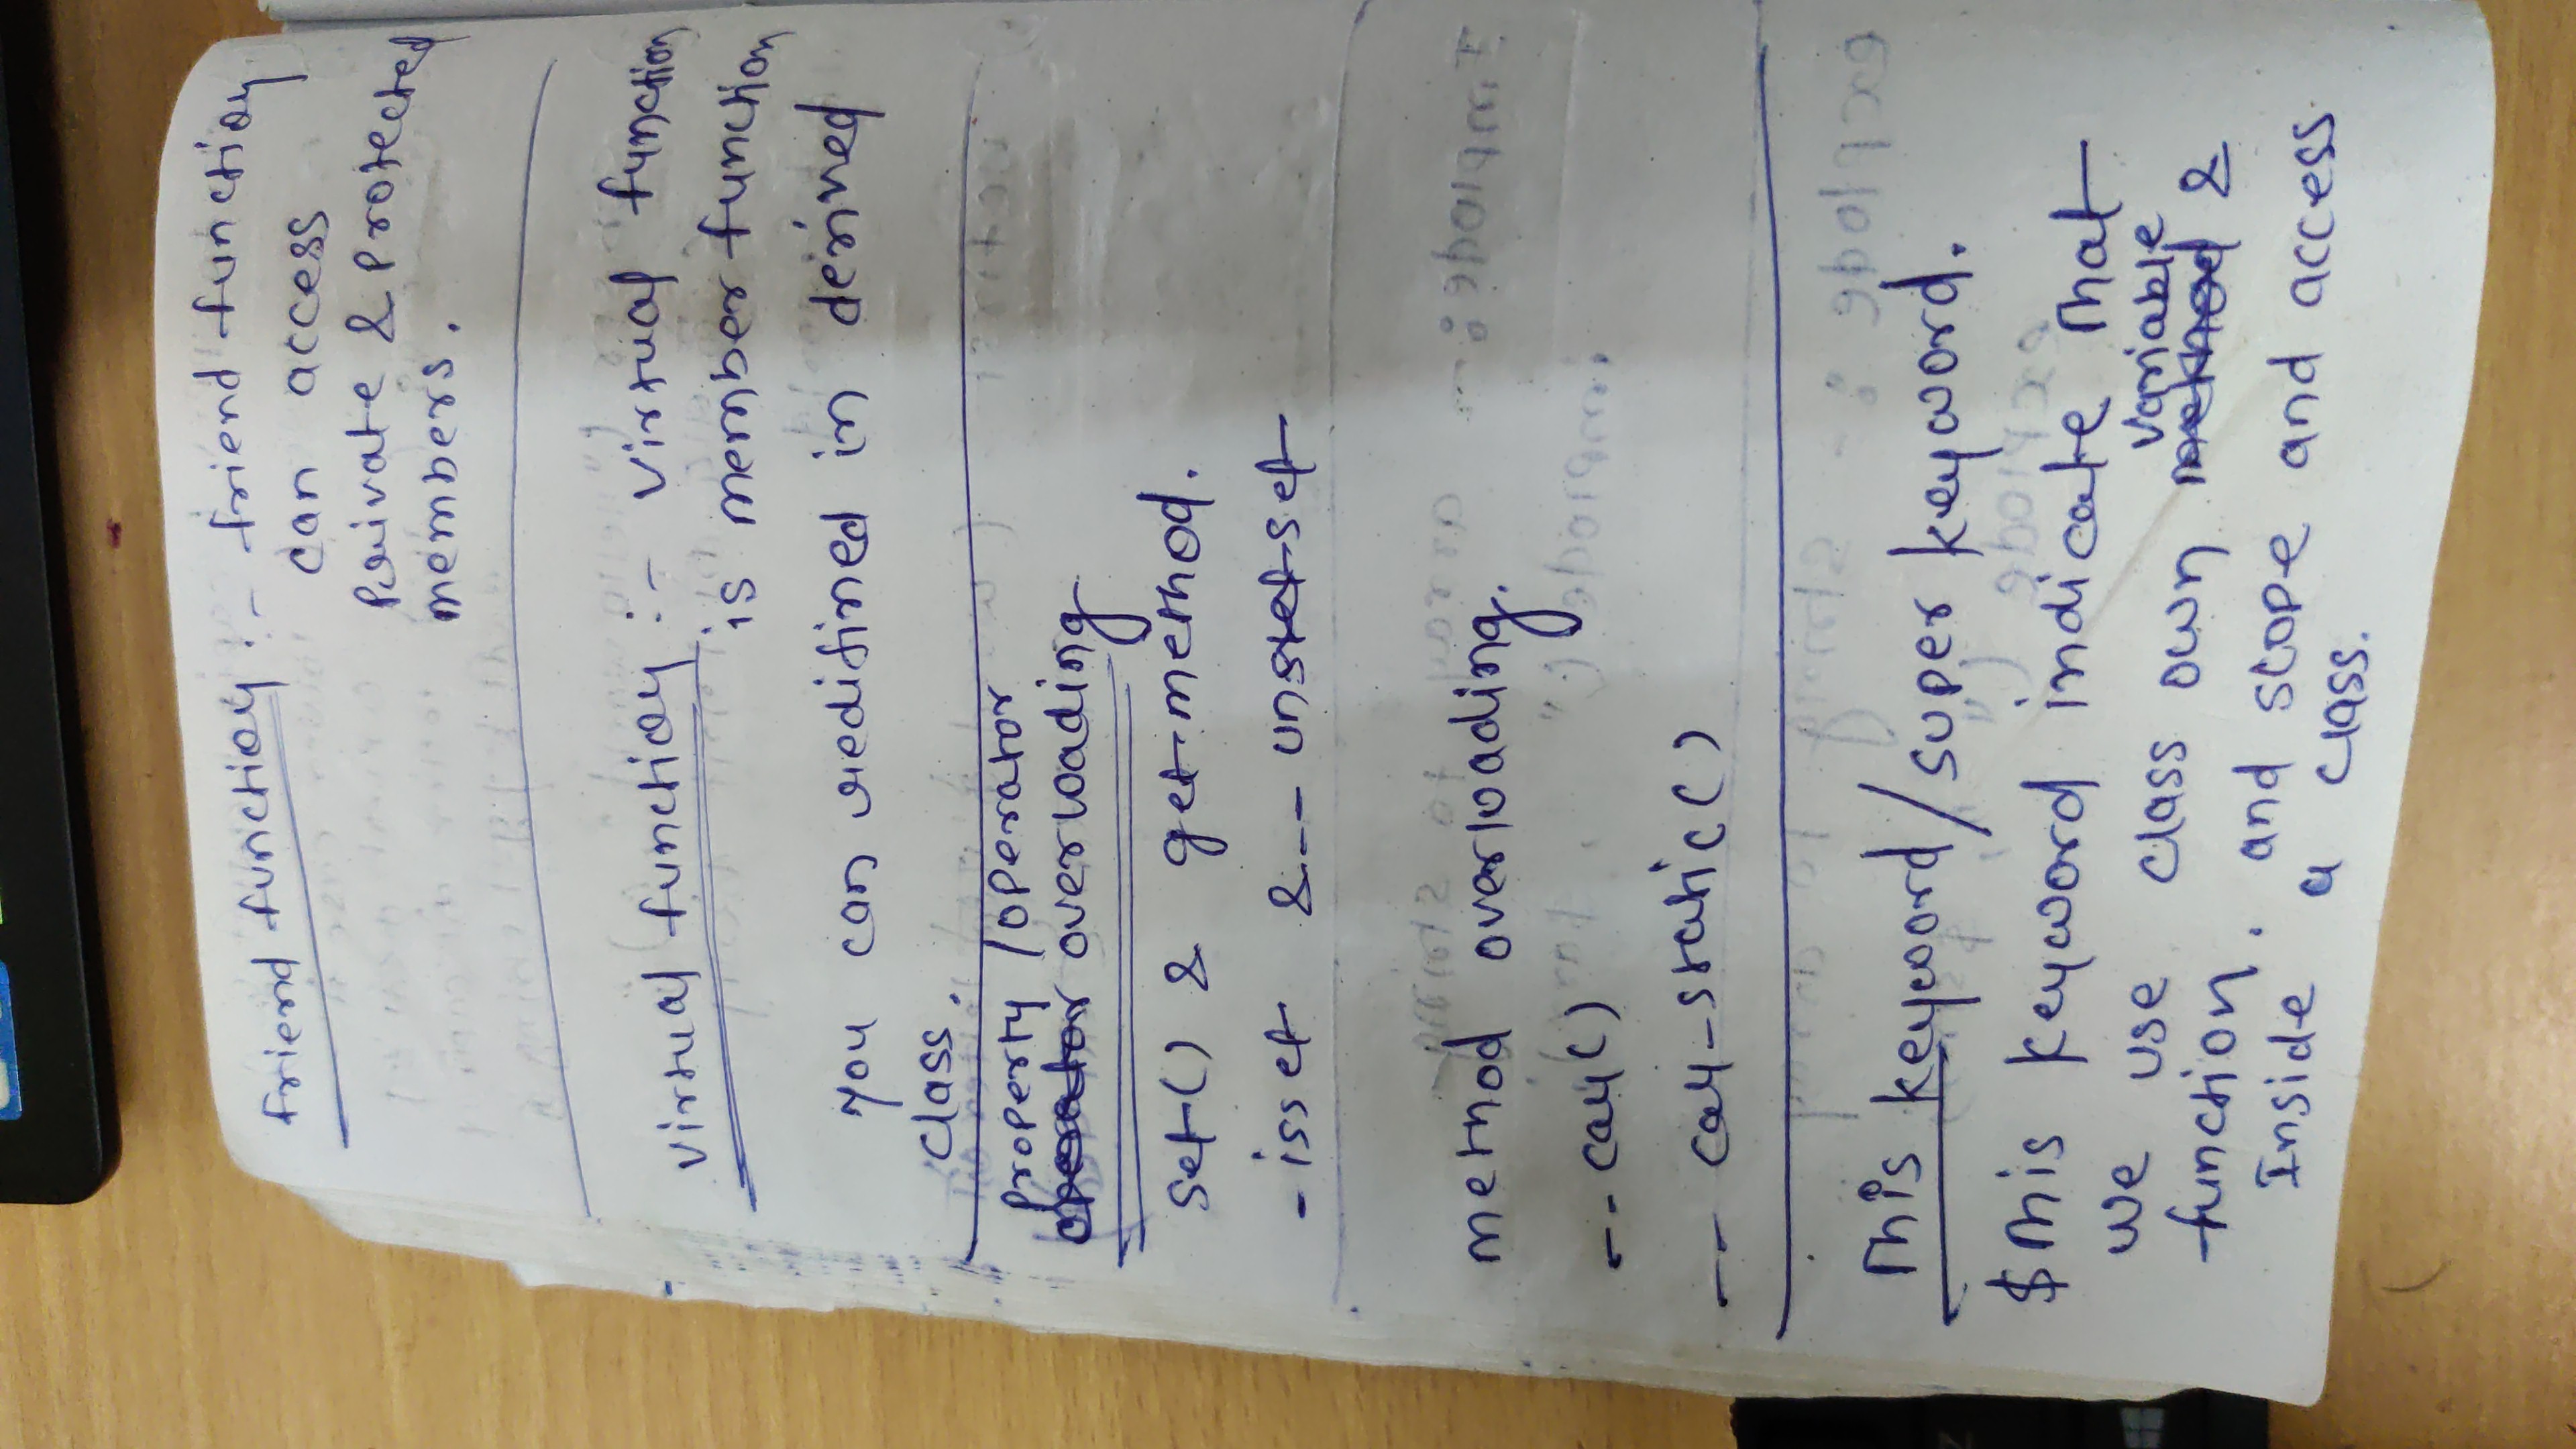 friend function :- friend function
can access
Private & Protected
members.
virtual function :- virtual function
is member function
you can redifined in derived
class.
property / operator
operator overloading
set() & get method.
-isset & -- unstet set
method overloading.
-- call()
-- call-static()
This keyword / super keyword.
$this keyword indicate that
we use class own method variable &
function. and scope and access
Inside a class.